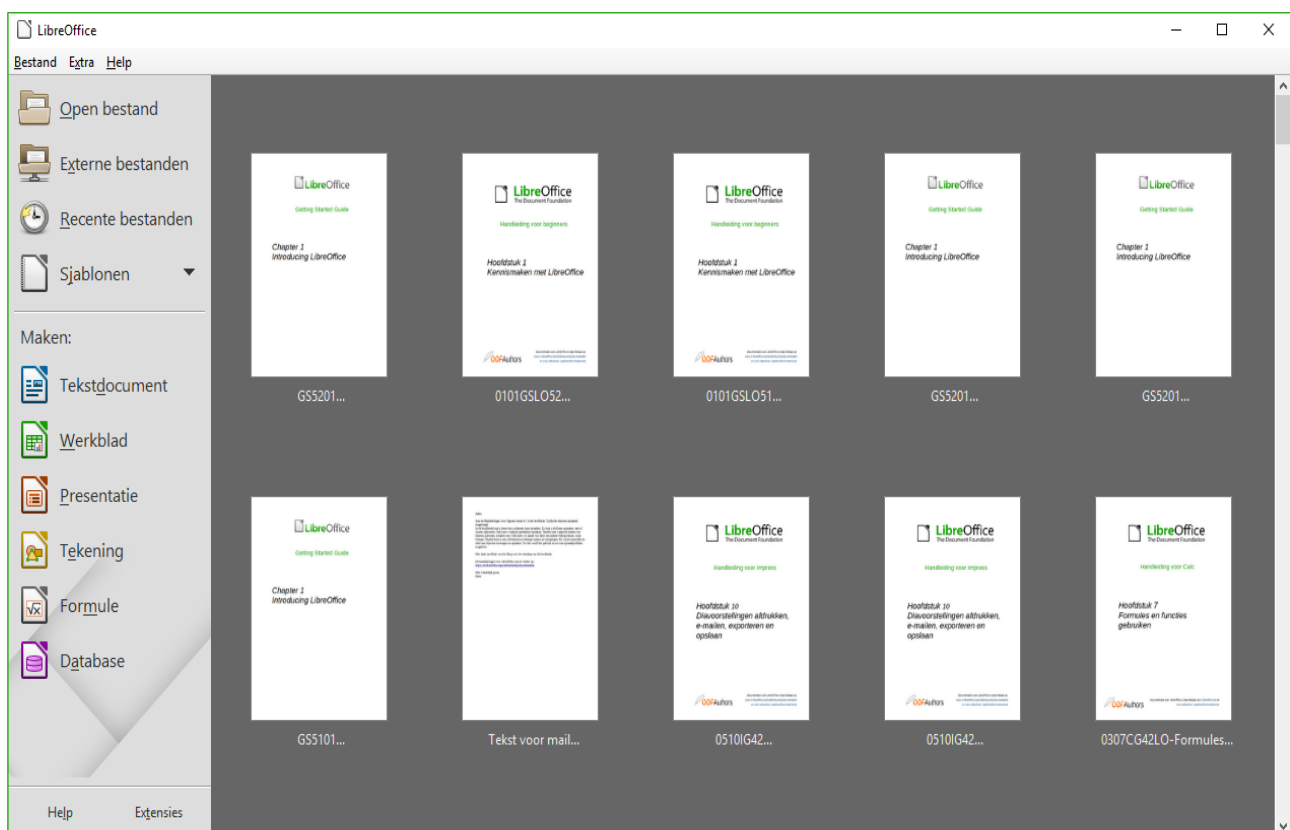 LibreOffice
Bestand Extra Help
Open bestand
Externe bestanden
Recente bestanden
Sjablonen
Maken:
Tekstdocument
Werkblad
Presentatie
Tekening
Formule
Database
Help Extensies
LibreOffice
Getting Started Guide
Chapter 1
Introducing LibreOffice
GS5201...
LibreOffice
The Document Foundation
Handleiding voor beginners
Hoofdstuk 1
Kennismaken met LibreOffice
OOFAuthors
0101GSLO52...
LibreOffice
The Document Foundation
Handleiding voor beginners
Hoofdstuk 1
Kennismaken met LibreOffice
OOFAuthors
0101GSLO51...
LibreOffice
Getting Started Guide
Chapter 1
Introducing LibreOffice
GS5201...
LibreOffice
Getting Started Guide
Chapter 1
Introducing LibreOffice
GS5201...
LibreOffice
Getting Started Guide
Chapter 1
Introducing LibreOffice
GS5101...
Tekst voor mail...
LibreOffice
The Document Foundation
Handleiding voor Impress
Hoofdstuk 10
Diavoorstellingen afdrukken,
e-mailen, exporteren en
opslaan
OOFAuthors
0510IG42...
LibreOffice
The Document Foundation
Handleiding voor Impress
Hoofdstuk 10
Diavoorstellingen afdrukken,
e-mailen, exporteren en
opslaan
OOFAuthors
0510IG42...
LibreOffice
The Document Foundation
Handleiding voor Calc
Hoofdstuk 7
Formules en functies
gebruiken
OOFAuthors
0307CG42LO-Formules...